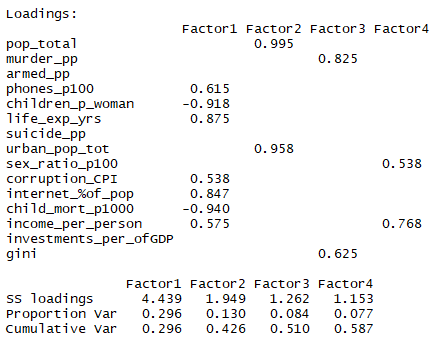 Loadings:
                      Factor1 Factor2 Factor3 Factor4
pop_total                      0.995
murder_pp                              0.825
armed_pp
phones_p100            0.615
children_p_woman      -0.918
life_exp_yrs           0.875
suicide_pp
urban_pop_tot                  0.958
sex_ratio_p100                                 0.538
corruption_CPI         0.538
internet_%of_pop       0.847
child_mort_p1000      -0.940
income_per_person      0.575                   0.768
investments_per_ofGDP
gini                                   0.625
               Factor1 Factor2 Factor3 Factor4
SS loadings      4.439   1.949   1.262   1.153
Proportion Var   0.296   0.130   0.084   0.077
Cumulative Var   0.296   0.426   0.510   0.587